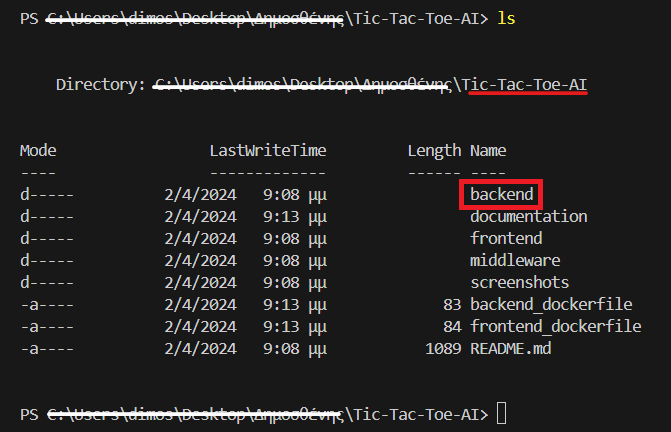 PS C:\Users\dimos\Desktop\Δημοσθένης\Tic-Tac-Toe-AI> ls
Directory: C:\Users\dimos\Desktop\Δημοσθένης\Tic-Tac-Toe-AI
Mode LastWriteTime Length Name
---- ------------- ------ ----
d----- 2/4/2024 9:08 μμ backend
d----- 2/4/2024 9:13 μμ documentation
d----- 2/4/2024 9:08 μμ frontend
d----- 2/4/2024 9:08 μμ middleware
d----- 2/4/2024 9:08 μμ screenshots
-a---- 2/4/2024 9:13 μμ 83 backend_dockerfile
-a---- 2/4/2024 9:13 μμ 84 frontend_dockerfile
-a---- 2/4/2024 9:08 μμ 1089 README.md
PS C:\Users\dimos\Desktop\Δημοσθένης\Tic-Tac-Toe-AI>